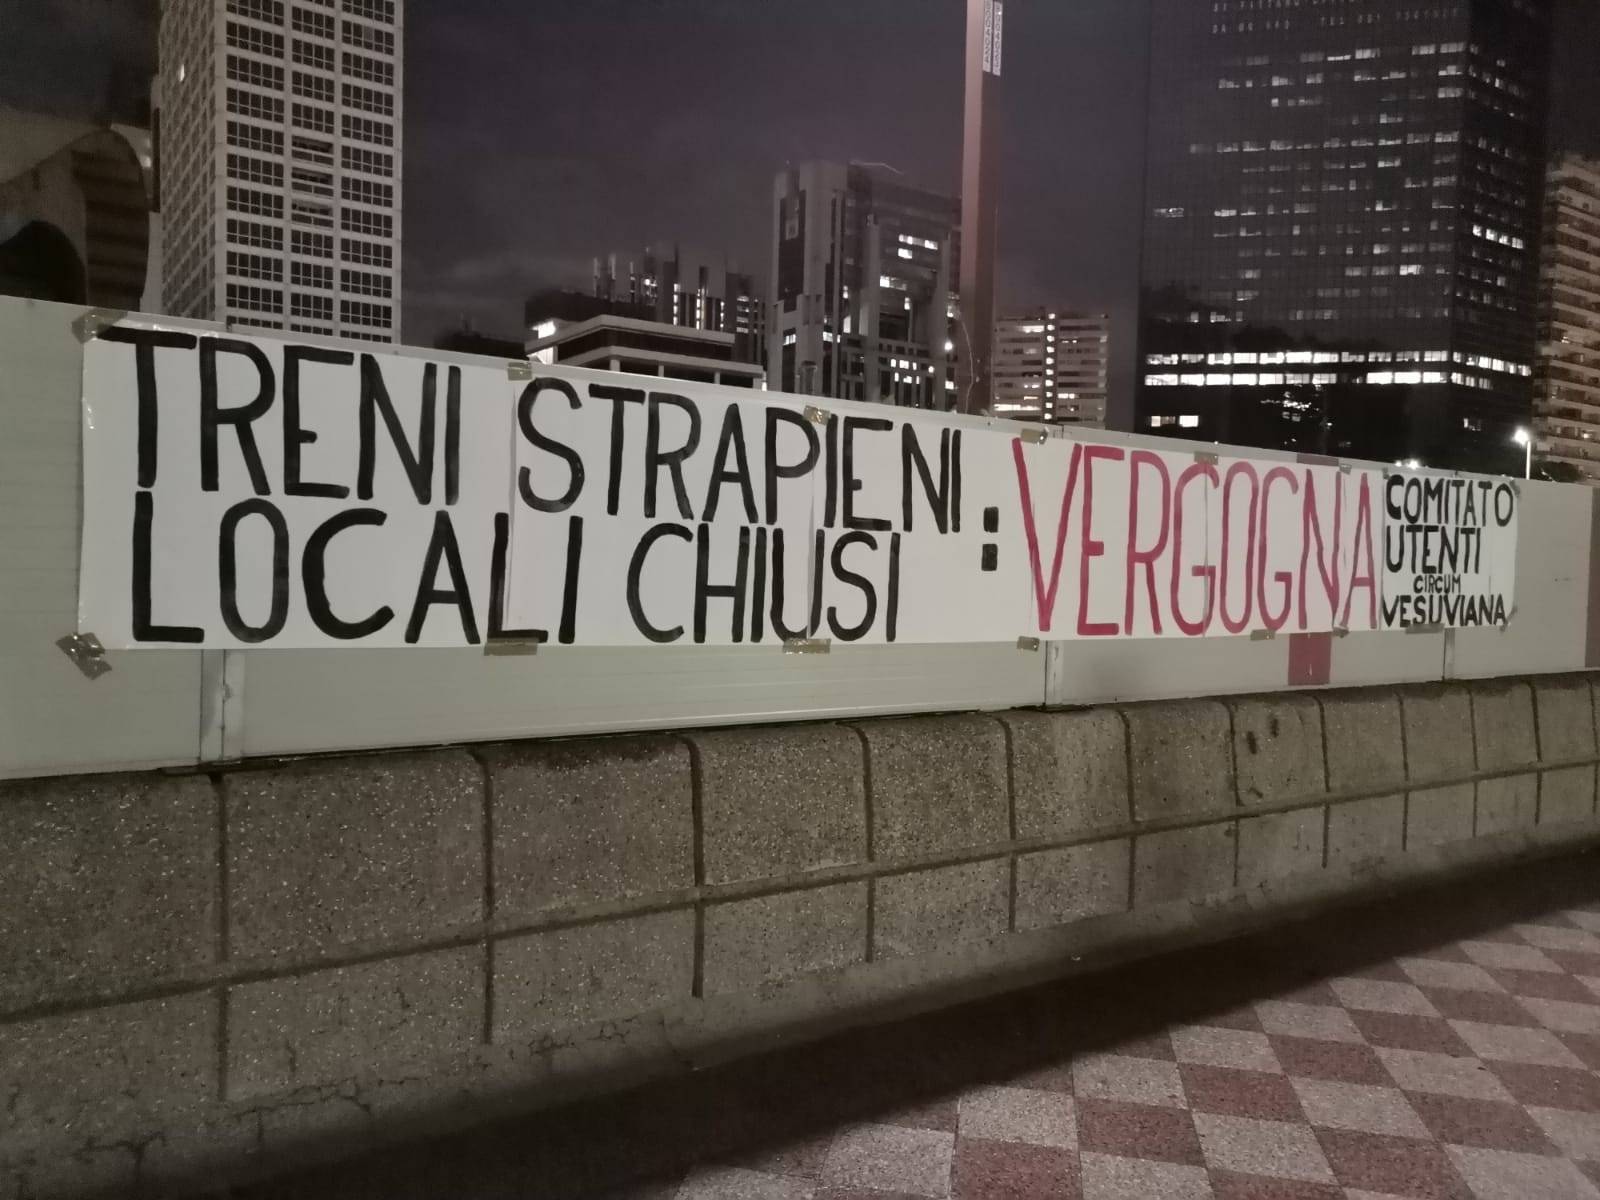 TRENI STRAPIENI
LOCALI CHIUSI :
VERGOGNA
COMITATO
UTENTI
CIRCUM
VESUVIANA